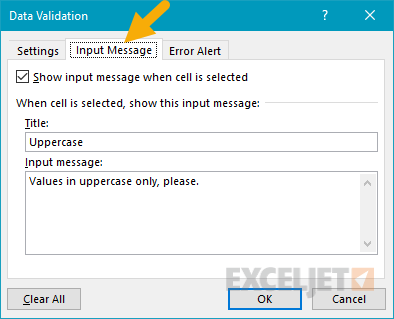 Data Validation ?
Settings Input Message Error Alert
Show input message when cell is selected
When cell is selected, show this input message:
Title:
Uppercase
Input message:
Values in uppercase only, please.
EXCELJET
Clear All OK Cancel